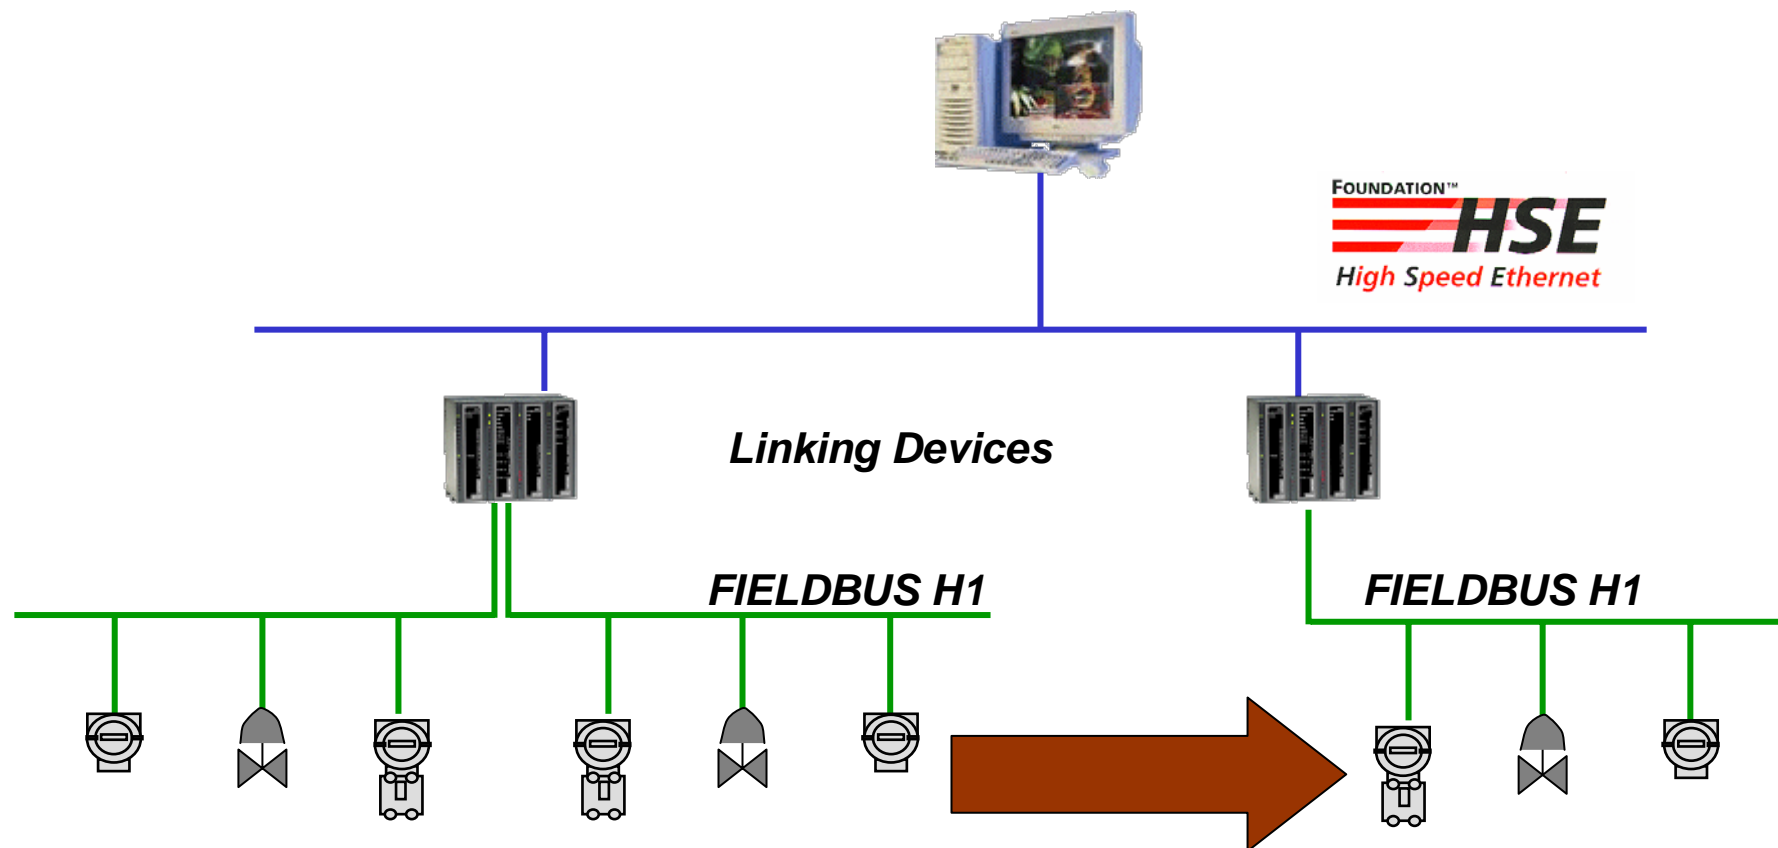 FOUNDATION™
HSE
High Speed Ethernet
Linking Devices
FIELDBUS H1
FIELDBUS H1